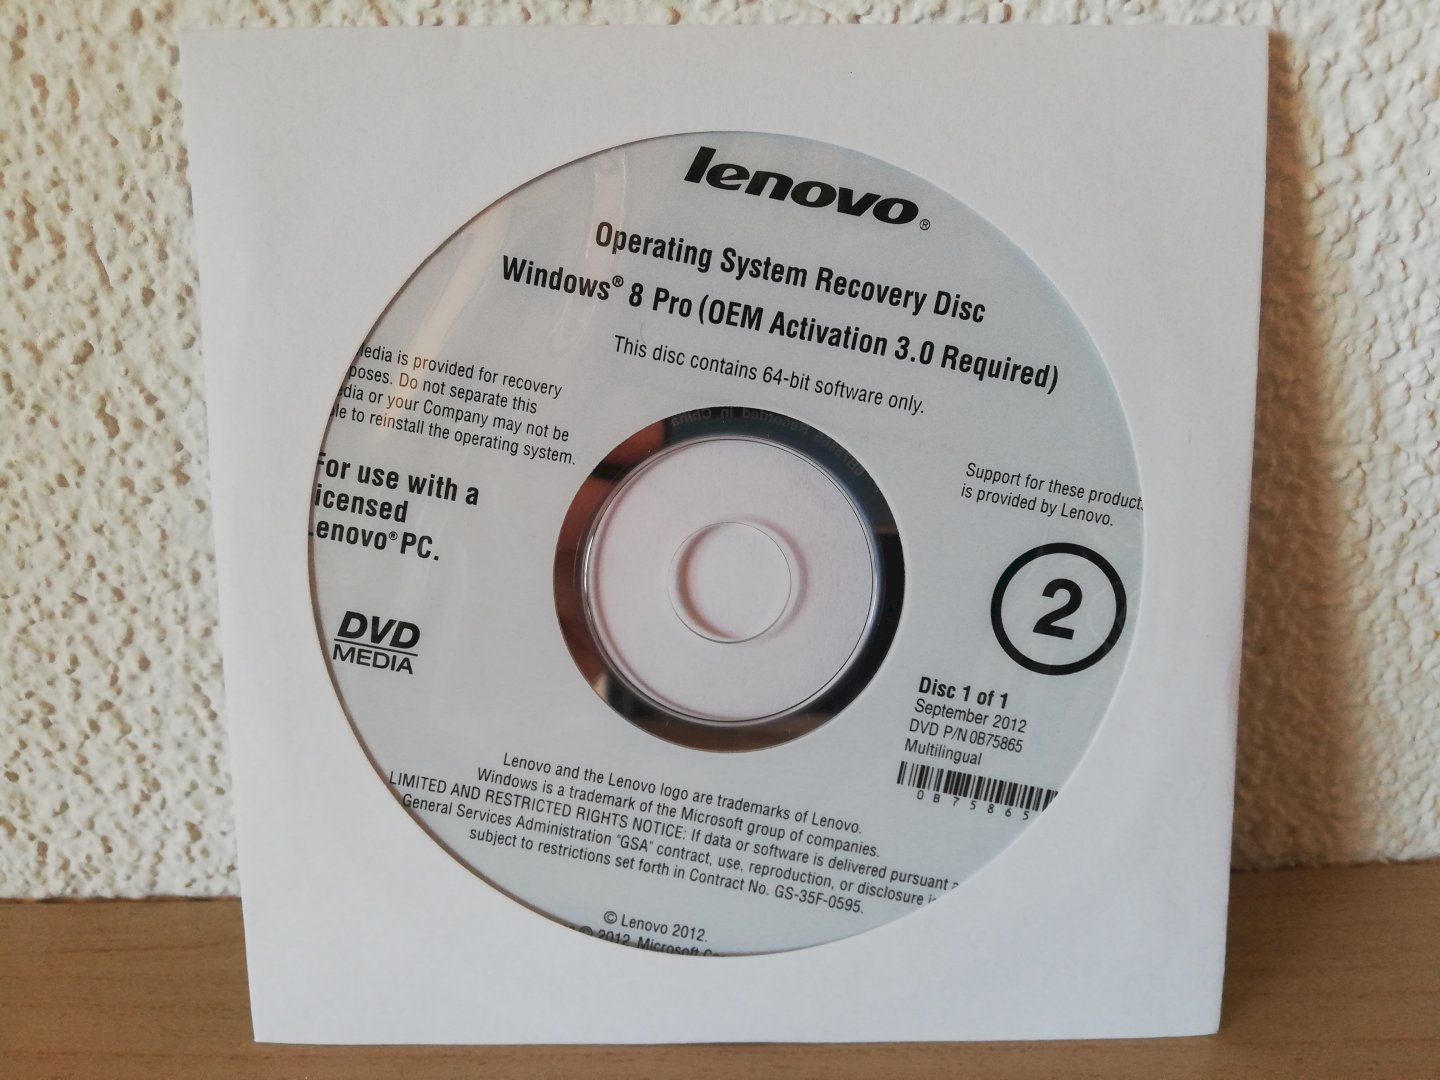 lenovo®
Operating System Recovery Disc
Windows® 8 Pro (OEM Activation 3.0 Required)
This disc contains 64-bit software only.
edia is provided for recovery
poses. Do not separate this
dia or your Company may not be
le to reinstall the operating system.
For use with a
icensed
enovo® PC.
DVD
MEDIA
Support for these product
is provided by Lenovo.
2
Disc 1 of 1
September 2012
DVD P/N 0B75865
Multilingual
0B75865
Lenovo and the Lenovo logo are trademarks of Lenovo.
Windows is a trademark of the Microsoft group of companies.
LIMITED AND RESTRICTED RIGHTS NOTICE: If data or software is delivered pursuant a
General Services Administration "GSA" contract, use, reproduction, or disclosure i
subject to restrictions set forth in Contract No. GS-35F-0595.
© Lenovo 2012.
© 2012 Microsoft Co